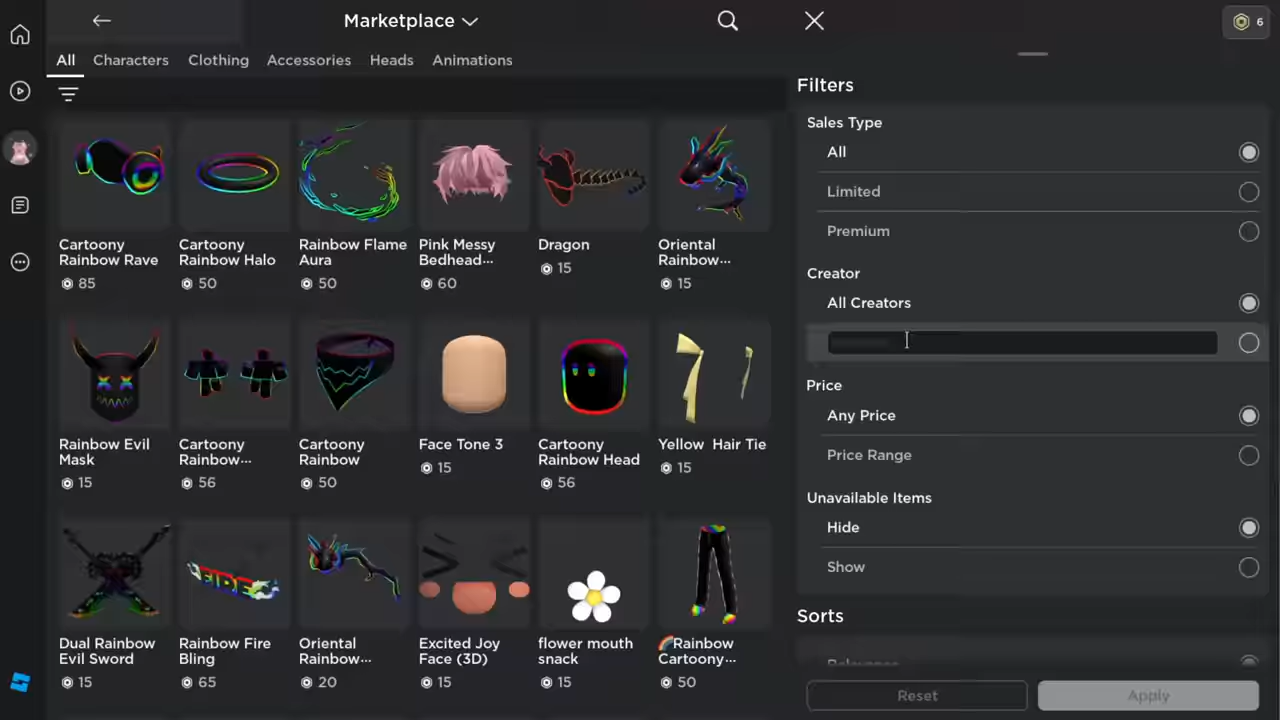 Marketplace
6
All Characters Clothing Accessories Heads Animations
Cartoony
Rainbow Rave
85
Cartoony
Rainbow Halo
50
Rainbow Flame
Aura
50
Pink Messy
Bedhead...
60
Dragon
15
Oriental
Rainbow...
15
Rainbow Evil
Mask
15
Cartoony
Rainbow...
56
Cartoony
Rainbow
50
Face Tone 3
15
Cartoony
Rainbow Head
56
Yellow Hair Tie
15
FIRE
Dual Rainbow
Evil Sword
15
Rainbow Fire
Bling
65
Oriental
Rainbow...
20
Excited Joy
Face (3D)
15
flower mouth
snack
15
🌈Rainbow
Cartoony...
50
Filters
Sales Type
All
Limited
Premium
Creator
All Creators
Price
Any Price
Price Range
Unavailable Items
Hide
Show
Sorts
Relevance
Reset
Apply